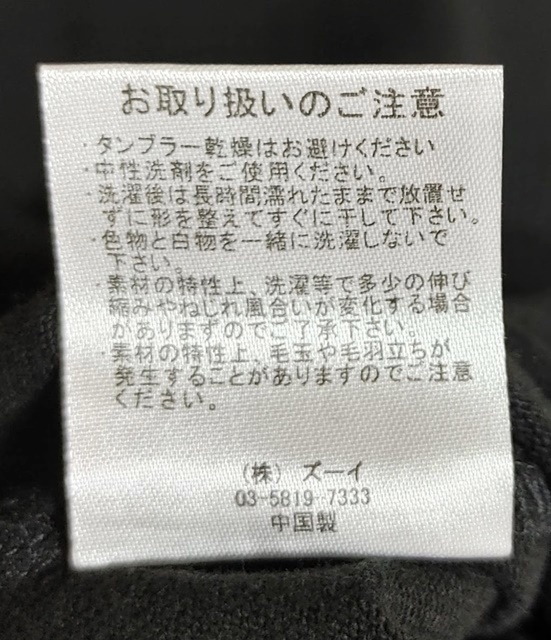 お取り扱いのご注意
・タンブラー乾燥はお避けください
・中性洗剤をご使用ください。
・洗濯後は長時間濡れたままで放置せ
ずに形を整えてすぐに干して下さい。
・色物と白物を一緒に洗濯しないで
下さい。
・素材の特性上、洗濯等で多少の伸び
縮みやねじれ風合いが変化する場合
がありますのでご了承下さい。
・素材の特性上、毛玉や毛羽立ちが
発生することがありますのでご注意
ください。
(株) ズーイ
03-5819-7333
中国製